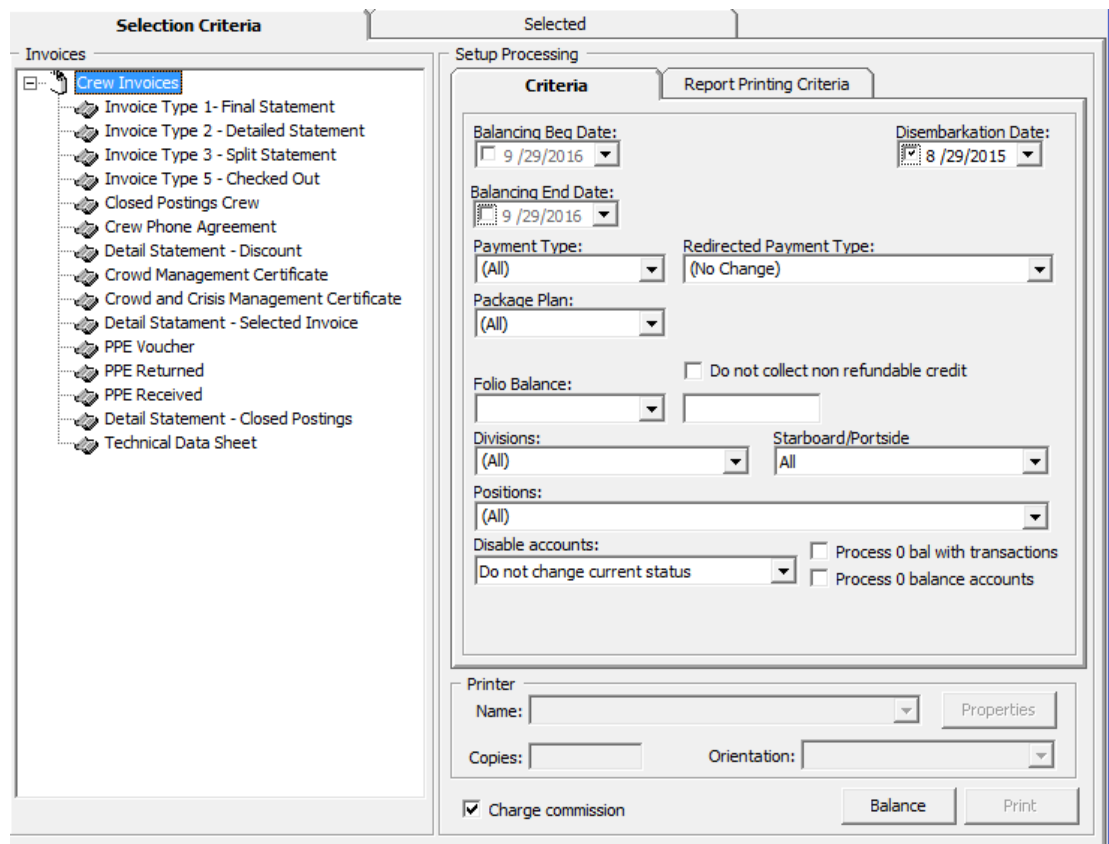 Selection Criteria
Selected
Invoices
Crew Invoices
Invoice Type 1- Final Statement
Invoice Type 2 - Detailed Statement
Invoice Type 3 - Split Statement
Invoice Type 5 - Checked Out
Closed Postings Crew
Crew Phone Agreement
Detail Statement - Discount
Crowd Management Certificate
Crowd and Crisis Management Certificate
Detail Statament - Selected Invoice
PPE Voucher
PPE Returned
PPE Received
Detail Statement - Closed Postings
Technical Data Sheet
Setup Processing
Criteria
Report Printing Criteria
Balancing Beg Date:
Disembarkation Date:
9 /29/2016
8 /29/2015
Balancing End Date:
9 /29/2016
Payment Type:
Redirected Payment Type:
(All)
(No Change)
Package Plan:
(All)
Do not collect non refundable credit
Folio Balance:
Divisions:
Starboard/Portside
(All)
All
Positions:
(All)
Disable accounts:
Process 0 bal with transactions
Do not change current status
Process 0 balance accounts
Printer
Name:
Properties
Copies:
Orientation:
Charge commission
Balance
Print